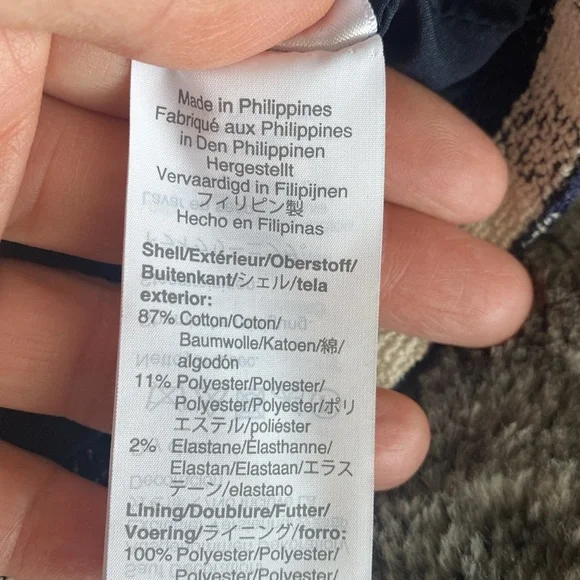 Made in Philippines
Fabriqué aux Philippines
in Den Philippinen
Hergestellt
Vervaardigd in Filipijnen
フィリピン製
Hecho en Filipinas
Shell/Extérieur/Oberstoff/
Buitenkant/シェル/tela
exterior:
87% Cotton/Coton/
Baumwolle/Katoen/綿/
algodón
11% Polyester/Polyester/
Polyester/Polyester/ポリ
エステル/poliéster
2% Elastane/Élasthanne/
Elastan/Elastaan/エラス
テーン/elastano
Lining/Doublure/Futter/
Voering/ライニング/forro:
100% Polyester/Polyester/
Polyester/Polyester/